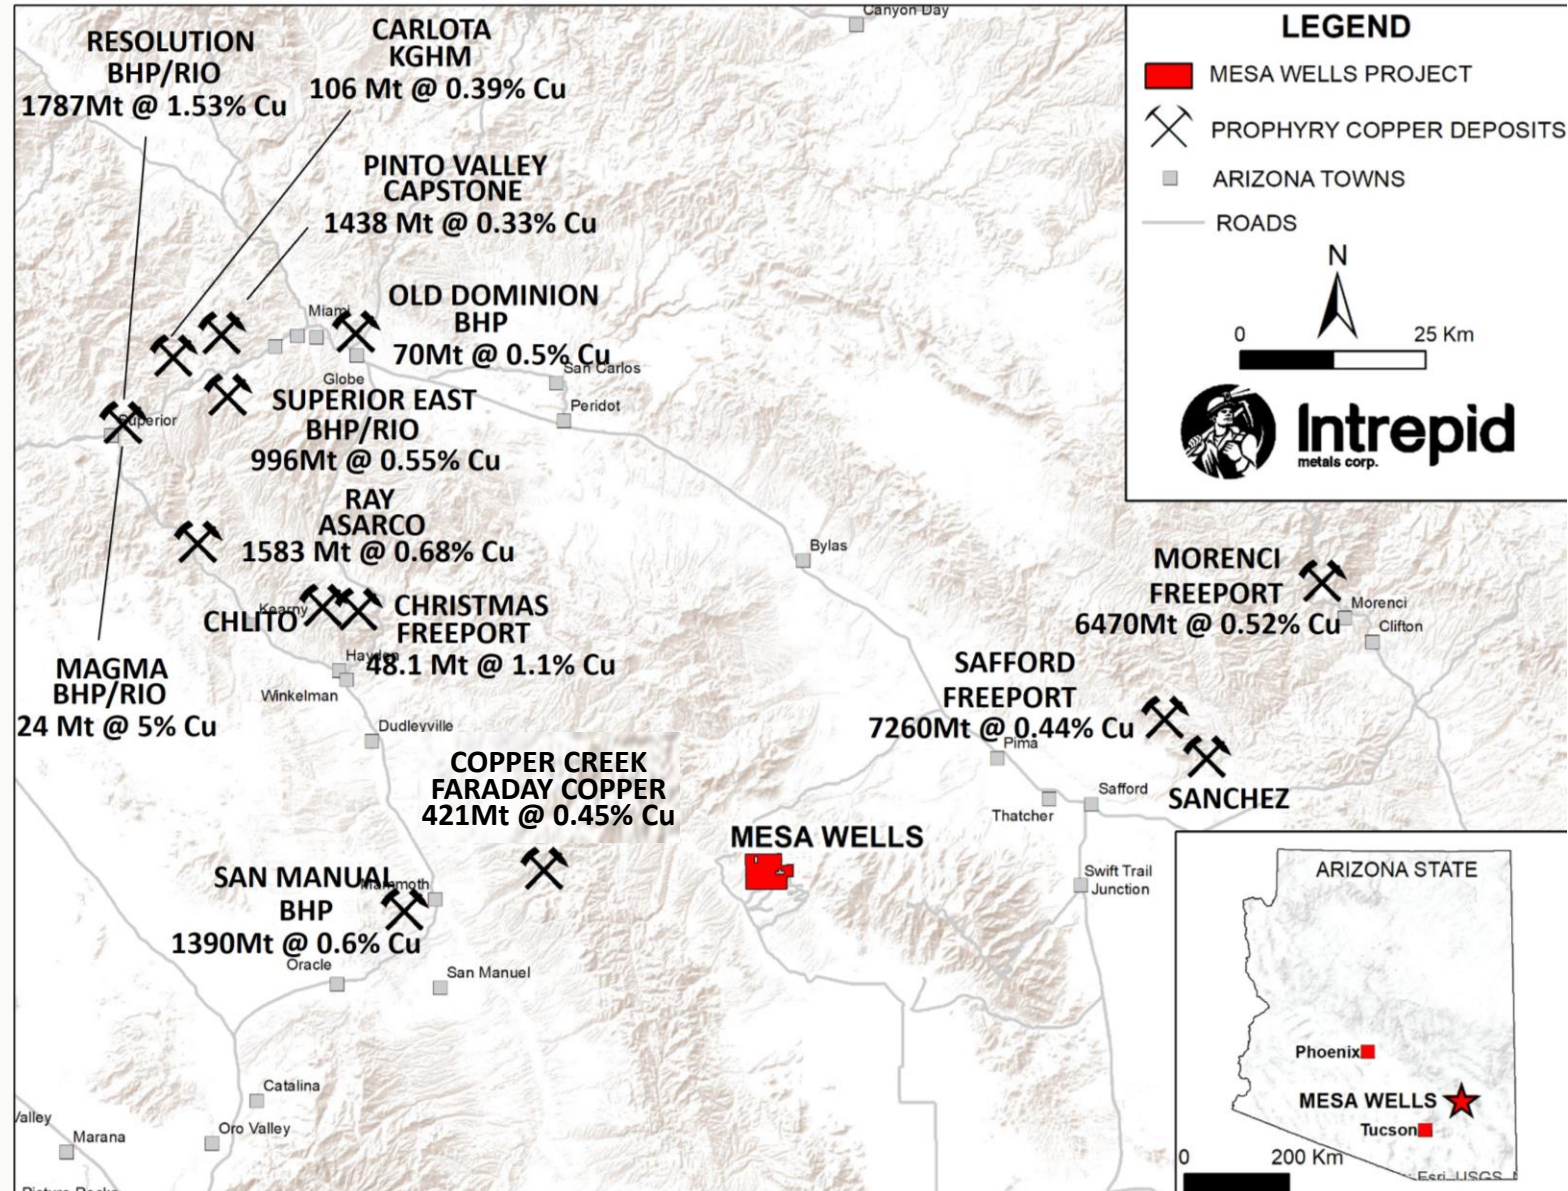 Canyon Day
RESOLUTION
BHP/RIO
1787Mt @ 1.53% Cu
CARLOTA
KGHM
106 Mt @ 0.39% Cu
PINTO VALLEY
CAPSTONE
1438 Mt @ 0.33% Cu
Miami
OLD DOMINION
BHP
70Mt @ 0.5% Cu
San Carlos
Globe
Peridot
Superior
SUPERIOR EAST
BHP/RIO
996Mt @ 0.55% Cu
RAY
ASARCO
1583 Mt @ 0.68% Cu
Bylas
Kearny
CHLITO
CHRISTMAS
FREEPORT
48.1 Mt @ 1.1% Cu
Hayden
Winkelman
MAGMA
BHP/RIO
24 Mt @ 5% Cu
Dudleyville
MORENCI
FREEPORT
6470Mt @ 0.52% Cu
Morenci
Clifton
SAFFORD
FREEPORT
7260Mt @ 0.44% Cu
Pima
SANCHEZ
Safford
Thatcher
COPPER CREEK
FARADAY COPPER
421Mt @ 0.45% Cu
MESA WELLS
Swift Trail
Junction
SAN MANUAL
BHP
1390Mt @ 0.6% Cu
Mammoth
Oracle
San Manuel
Catalina
Oro Valley
Valley
Marana
Picture Rocks
LEGEND
MESA WELLS PROJECT
PROPHYRY COPPER DEPOSITS
ARIZONA TOWNS
ROADS
N
0 25 Km
Intrepid
metals corp.
ARIZONA STATE
Phoenix
MESA WELLS
Tucson
0 200 Km
Esri, USGS